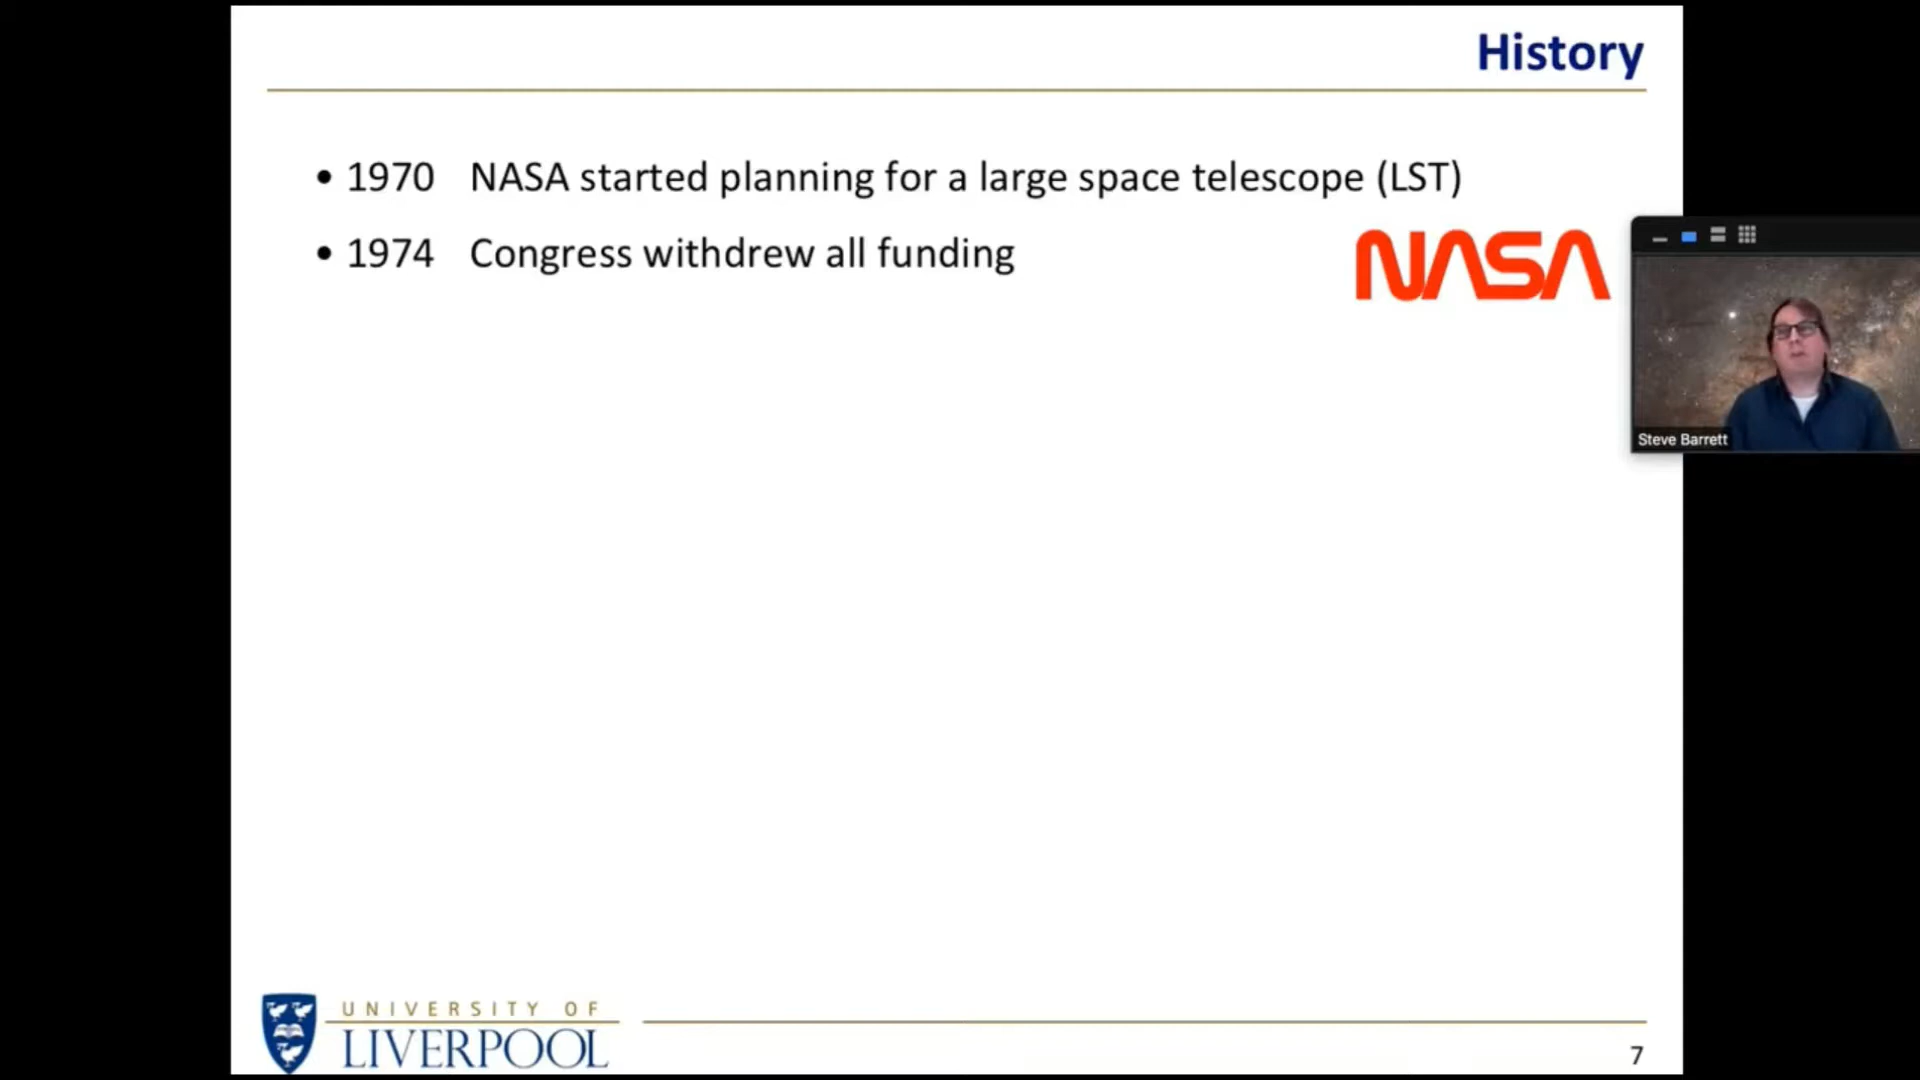 History
• 1970 NASA started planning for a large space telescope (LST)
• 1974 Congress withdrew all funding
NASA
Steve Barrett
UNIVERSITY OF
LIVERPOOL
7